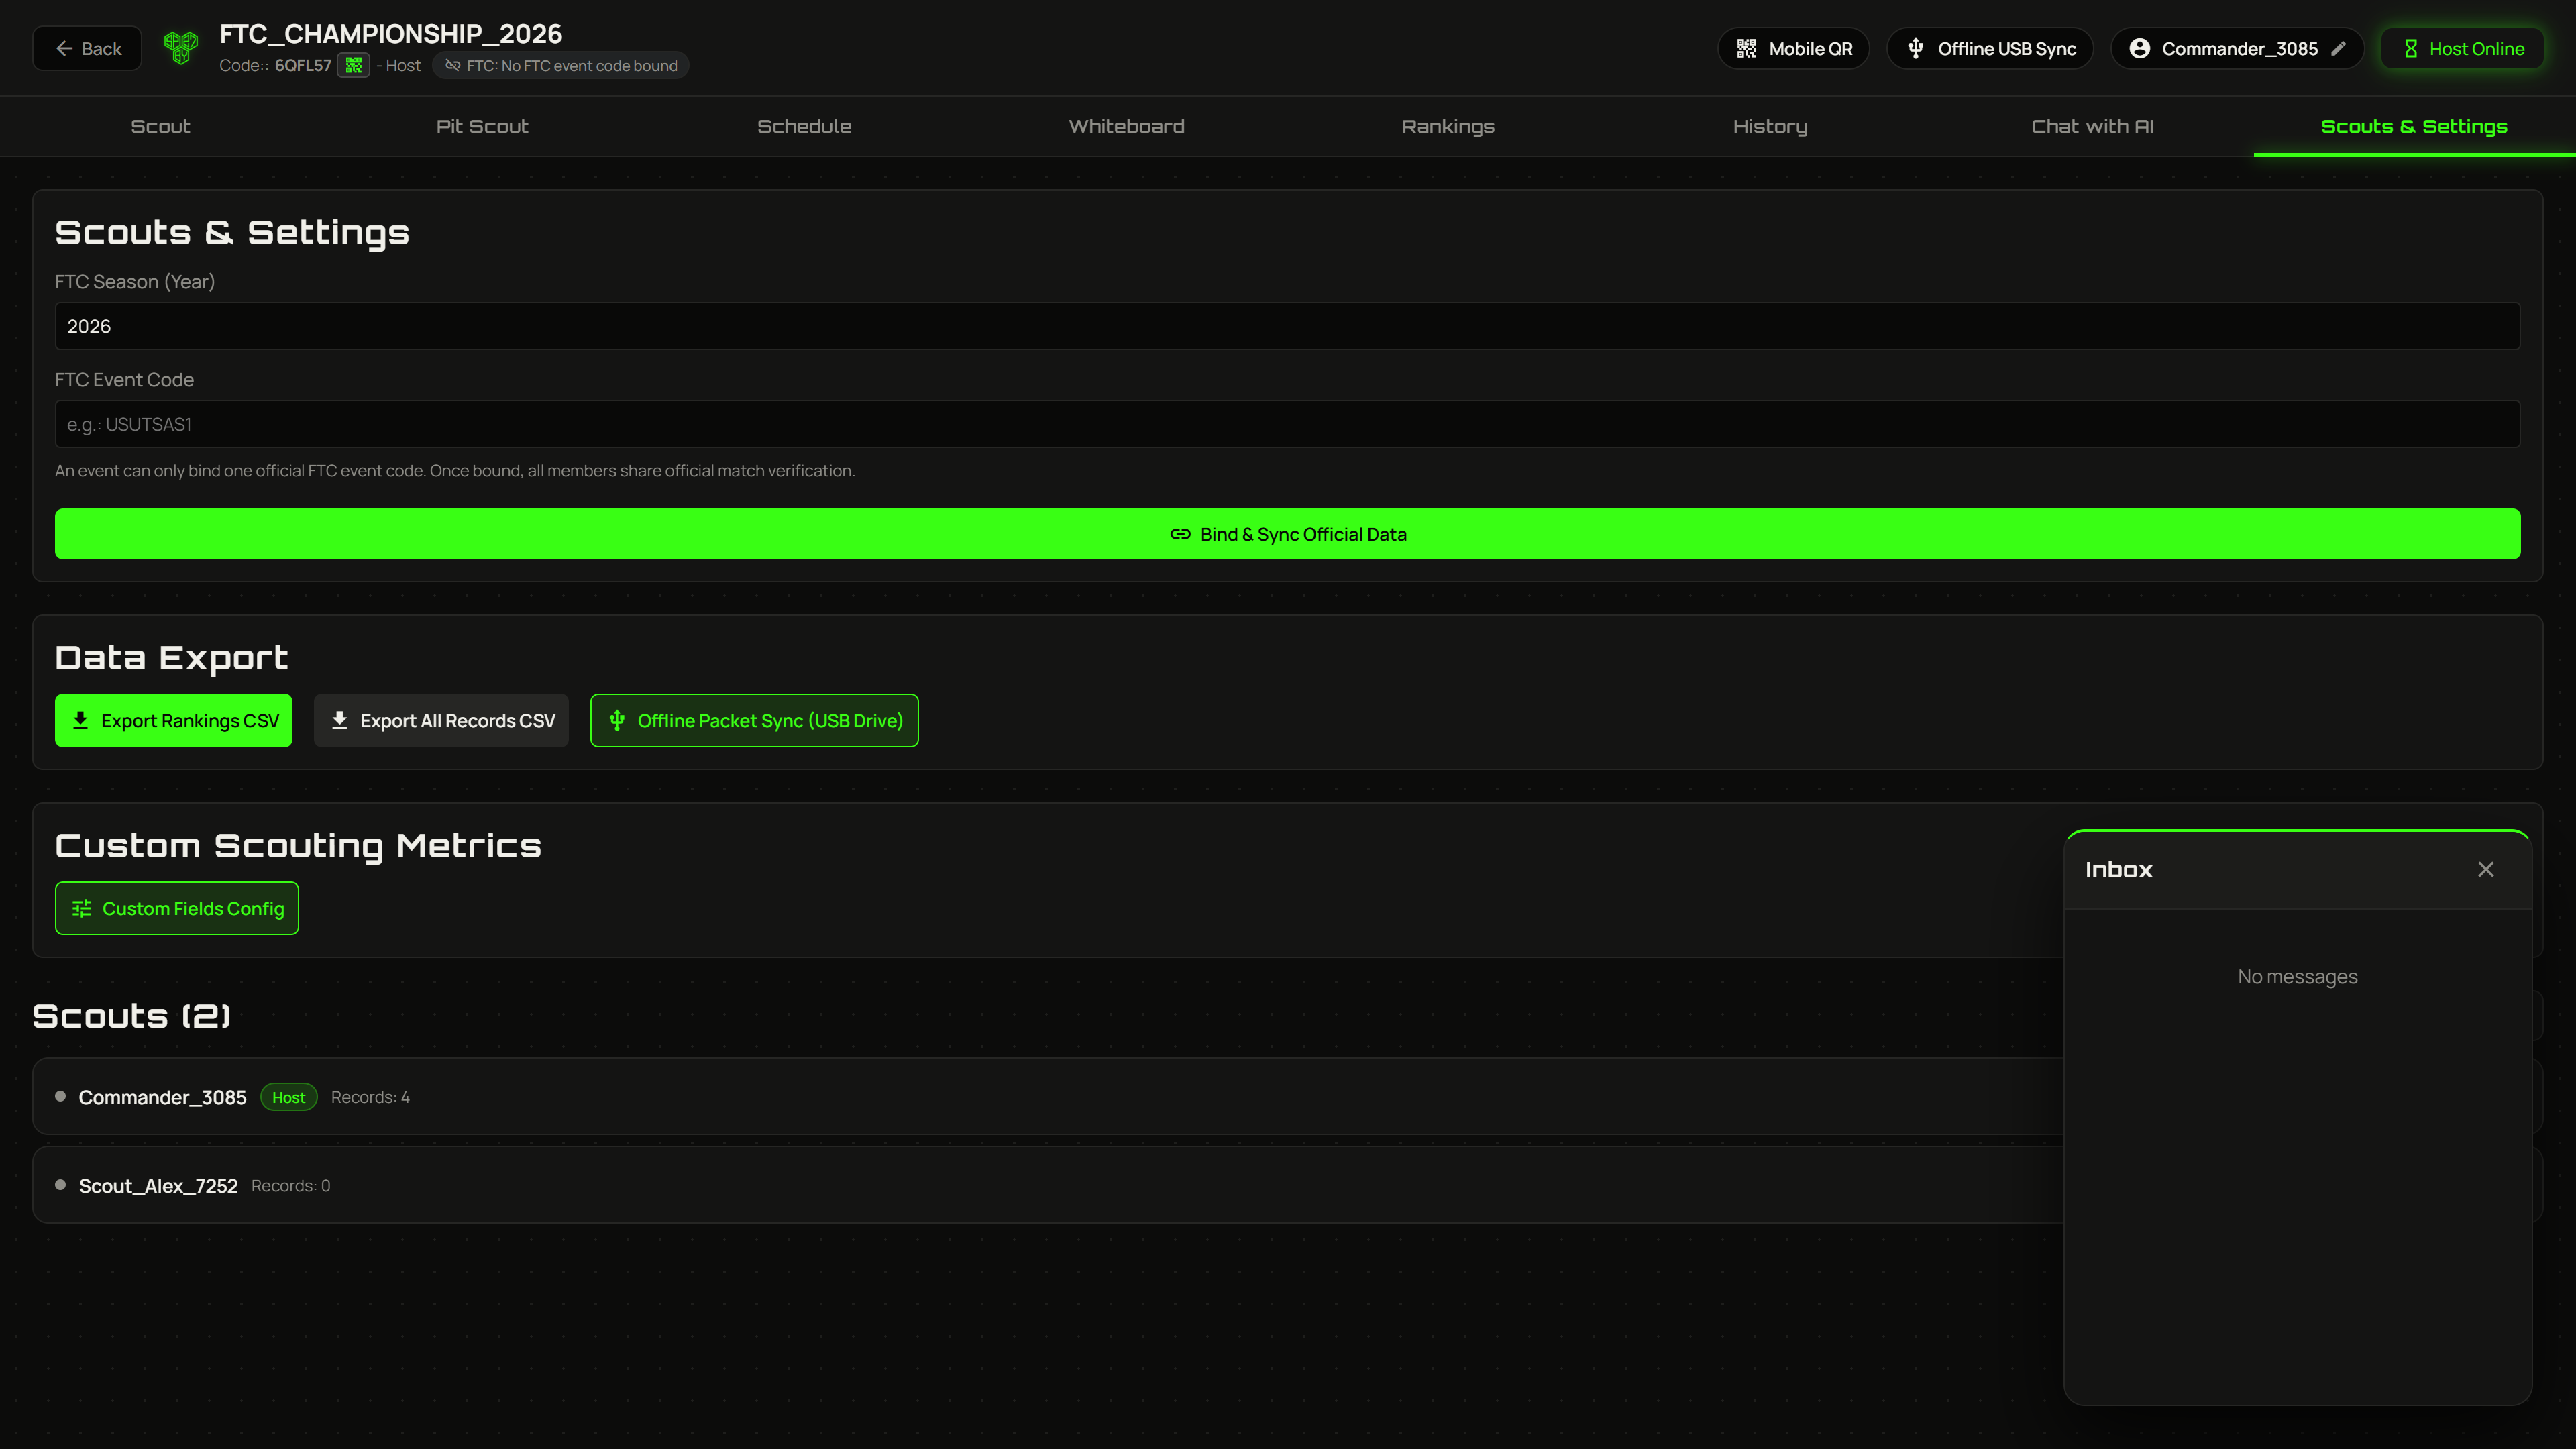 Back
FTC_CHAMPIONSHIP_2026
Code:: 6QFL57 - Host FTC: No FTC event code bound
Mobile QR
Offline USB Sync
Commander_3085
Host Online
Scout
Pit Scout
Schedule
Whiteboard
Rankings
History
Chat with AI
Scouts & Settings
Scouts & Settings
FTC Season (Year)
2026
FTC Event Code
e.g.: USUTSAS1
An event can only bind one official FTC event code. Once bound, all members share official match verification.
Bind & Sync Official Data
Data Export
Export Rankings CSV
Export All Records CSV
Offline Packet Sync (USB Drive)
Custom Scouting Metrics
Custom Fields Config
Inbox
No messages
Scouts (2)
Commander_3085 Host Records: 4
Scout_Alex_7252 Records: 0